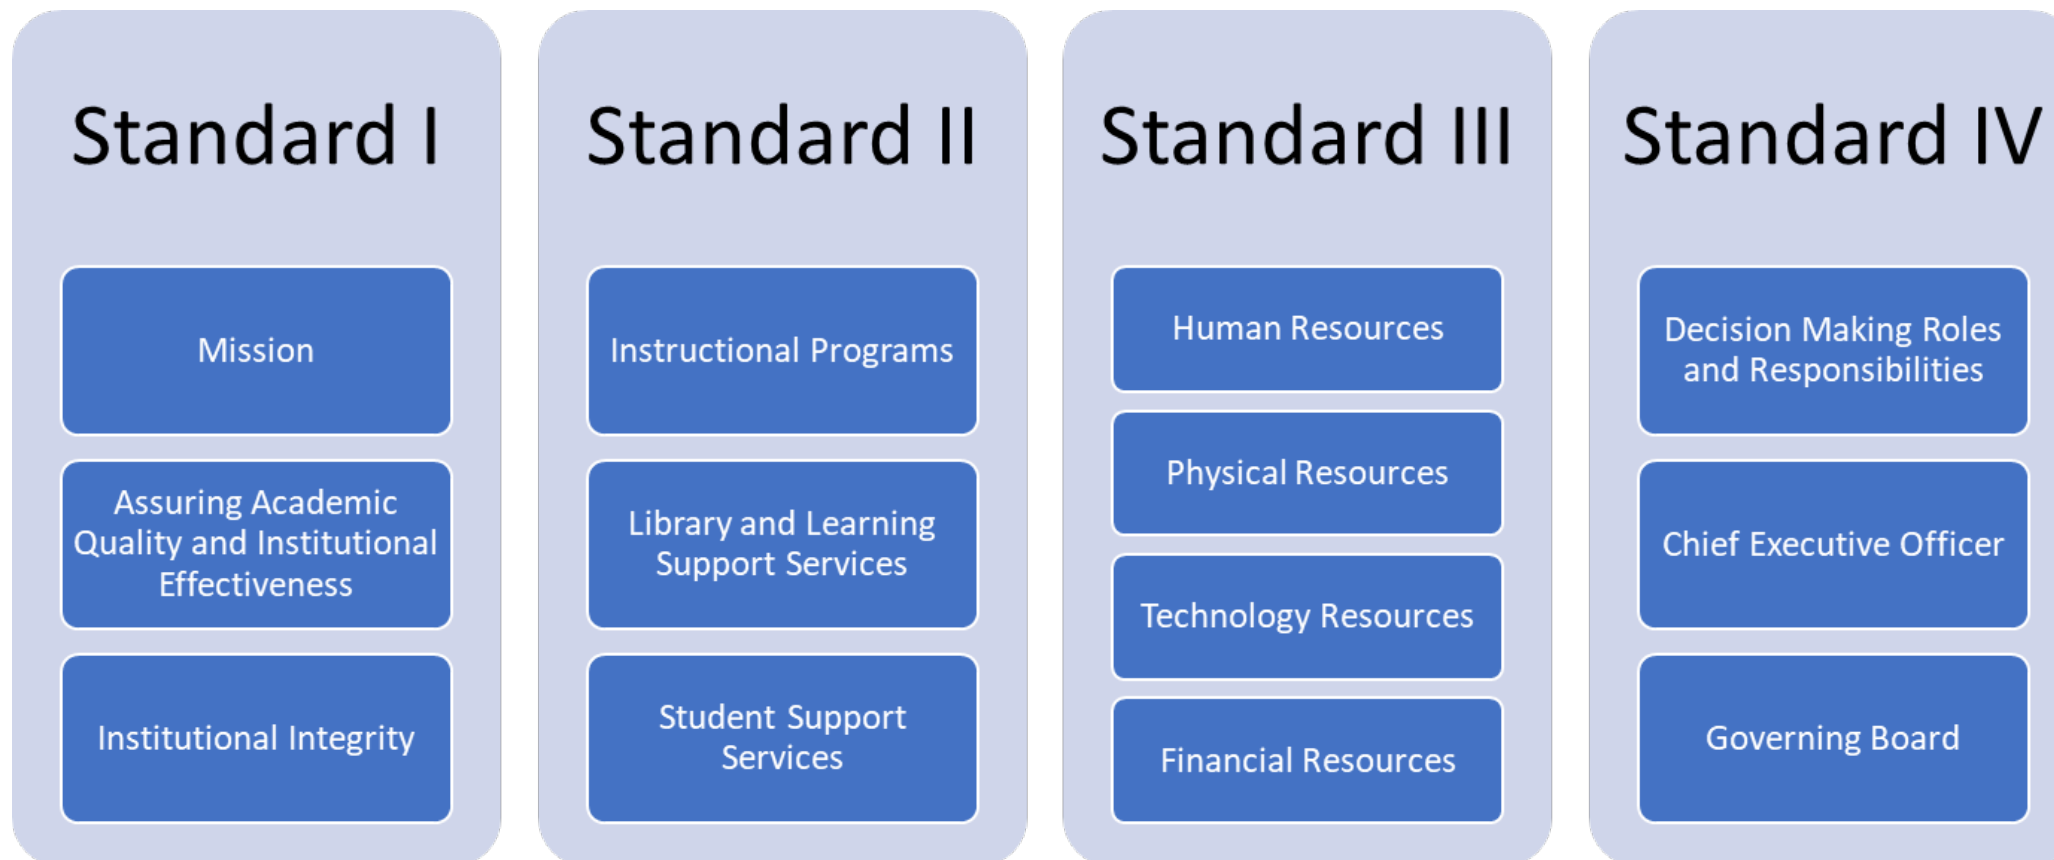 Standard I
Mission
Assuring Academic
Quality and Institutional
Effectiveness
Institutional Integrity
Standard II
Instructional Programs
Library and Learning
Support Services
Student Support
Services
Standard III
Human Resources
Physical Resources
Technology Resources
Financial Resources
Standard IV
Decision Making Roles
and Responsibilities
Chief Executive Officer
Governing Board